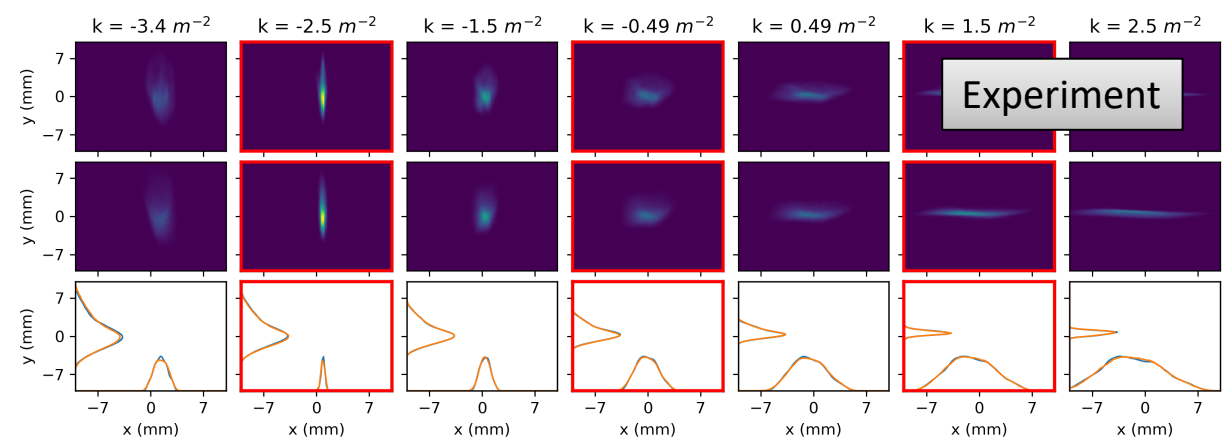 k = -3.4 m⁻² k = -2.5 m⁻² k = -1.5 m⁻² k = -0.49 m⁻² k = 0.49 m⁻² k = 1.5 m⁻² k = 2.5 m⁻²
y (mm) 7 0 −7
Experiment
y (mm) 7 0 −7
y (mm) 7 0 −7
−7 0 7 −7 0 7 −7 0 7 −7 0 7 −7 0 7 −7 0 7 −7 0 7
x (mm) x (mm) x (mm) x (mm) x (mm) x (mm) x (mm)